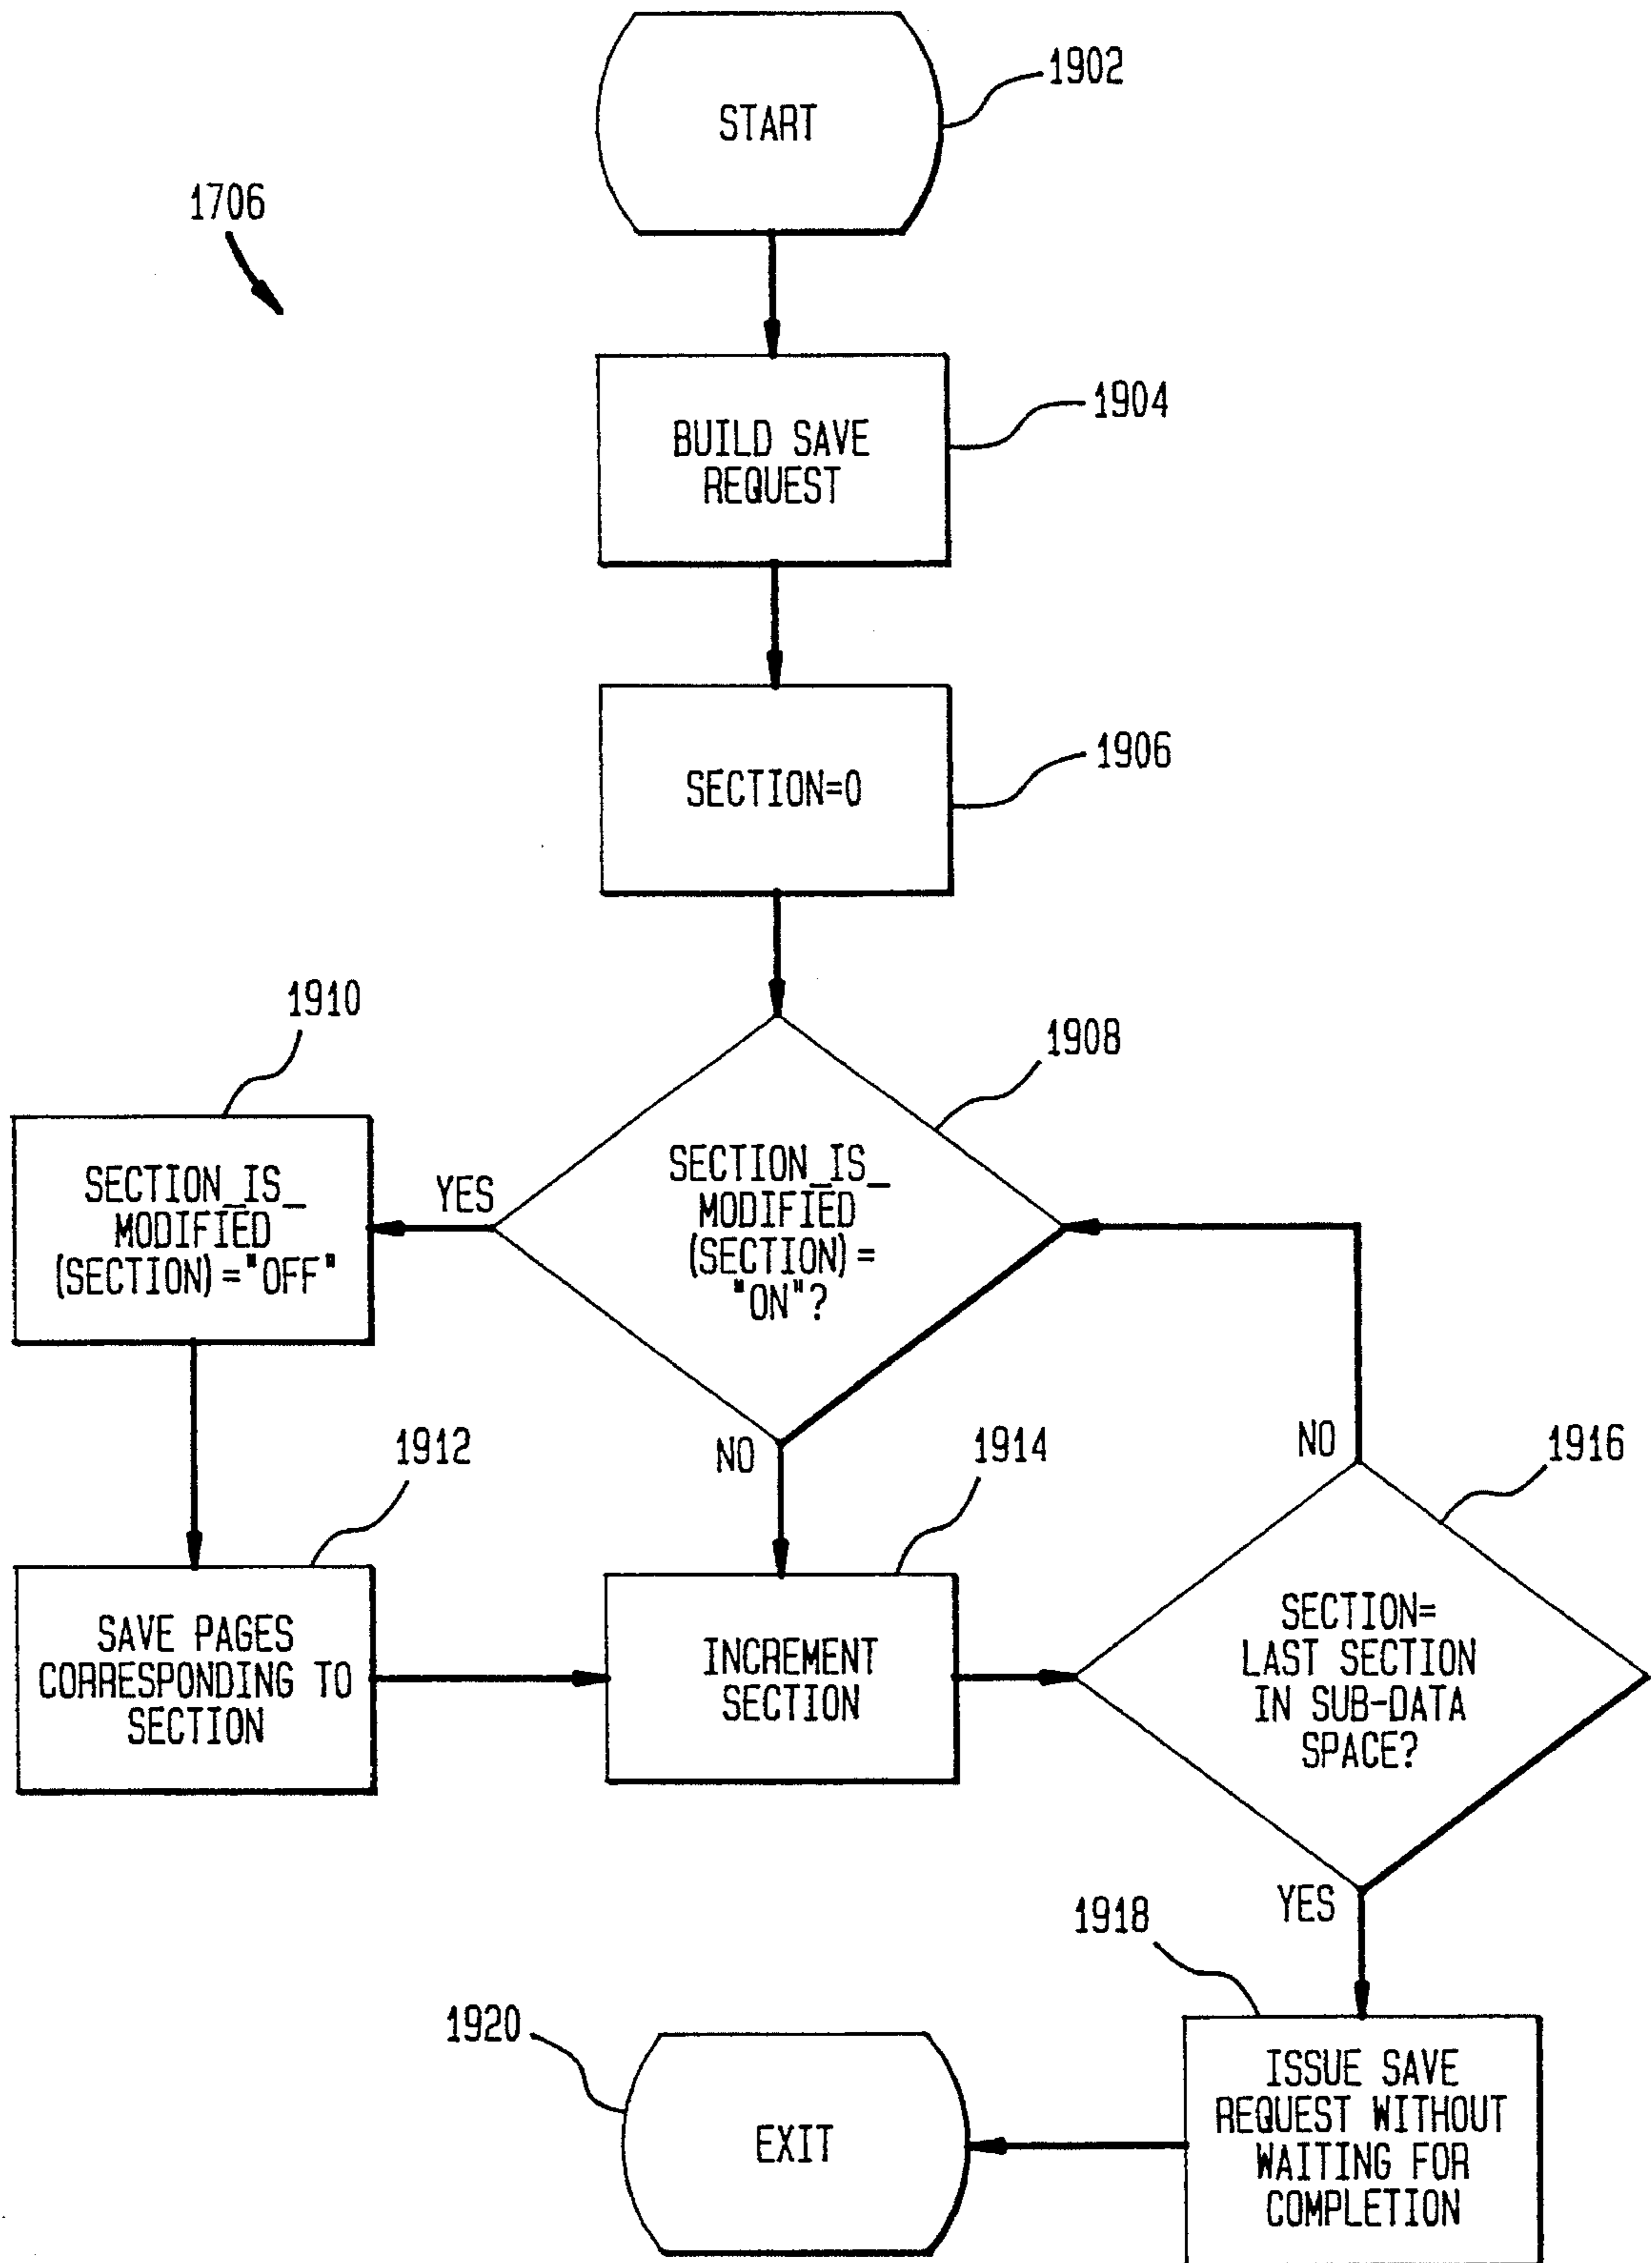 START
1902
1706
BUILD SAVE
REQUEST
1904
SECTION=0
1906
1910
1908
SECTION_IS_
MODIFIED
(SECTION)="OFF"
YES
SECTION_IS_
MODIFIED
(SECTION)=
"ON"?
NO
1912
1914
NO
1916
SAVE PAGES
CORRESPONDING TO
SECTION
INCREMENT
SECTION
SECTION=
LAST SECTION
IN SUB-DATA
SPACE?
YES
1918
1920
EXIT
ISSUE SAVE
REQUEST WITHOUT
WAITING FOR
COMPLETION